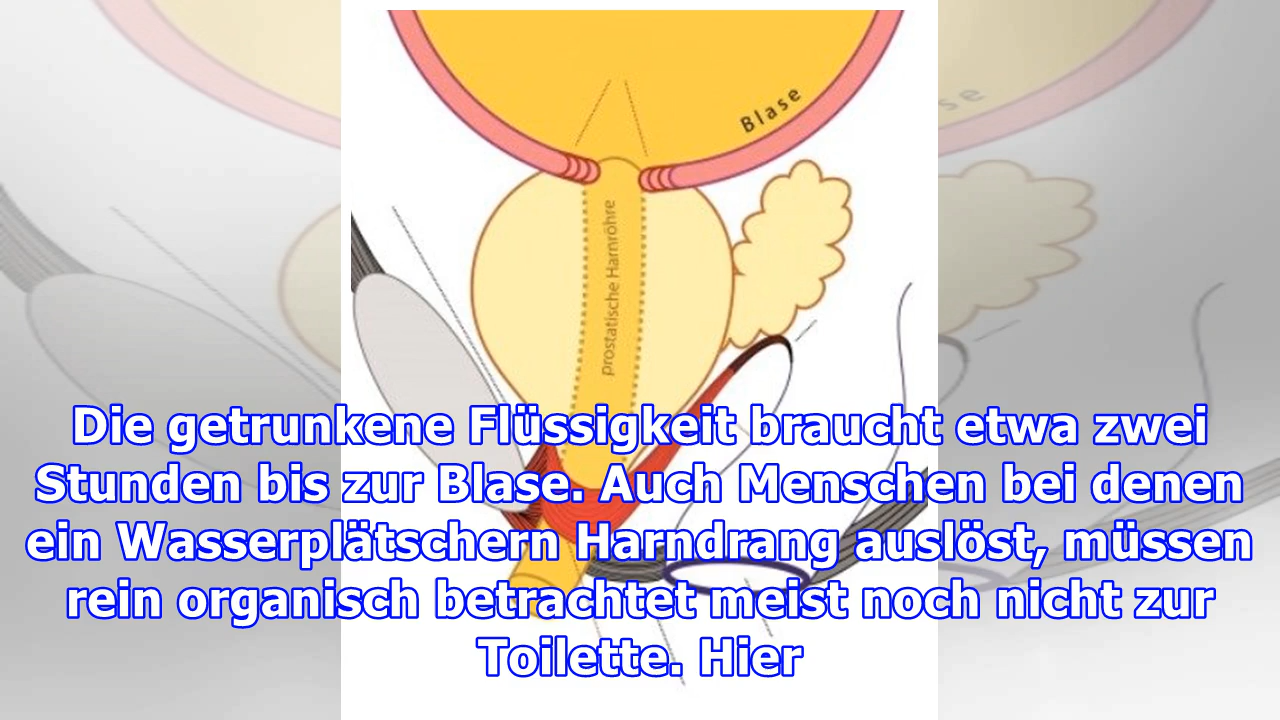 Blase
prostatische Harnröhre
Die getrunkene Flüssigkeit braucht etwa zwei
Stunden bis zur Blase. Auch Menschen bei denen
ein Wasserplätschern Harndrang auslöst, müssen
rein organisch betrachtet meist noch nicht zur
Toilette. Hier